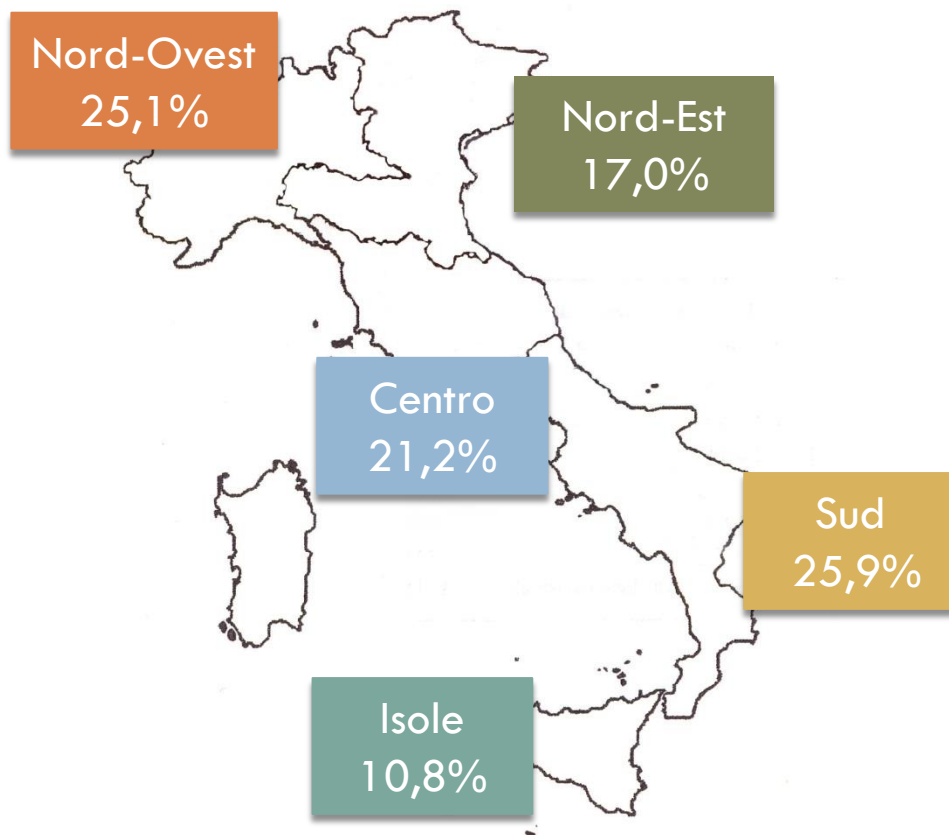 Nord-Ovest
25,1%
Nord-Est
17,0%
Centro
21,2%
Sud
25,9%
Isole
10,8%